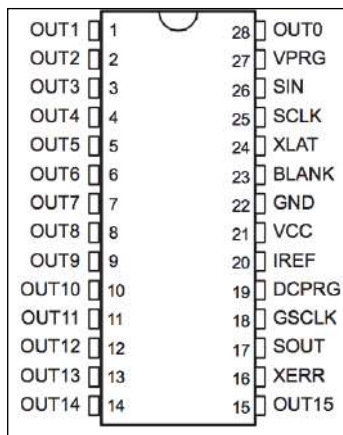 OUT1 1 28 OUT0
OUT2 2 27 VPRG
OUT3 3 26 SIN
OUT4 4 25 SCLK
OUT5 5 24 XLAT
OUT6 6 23 BLANK
OUT7 7 22 GND
OUT8 8 21 VCC
OUT9 9 20 IREF
OUT10 10 19 DCPRG
OUT11 11 18 GSCLK
OUT12 12 17 SOUT
OUT13 13 16 XERR
OUT14 14 15 OUT15